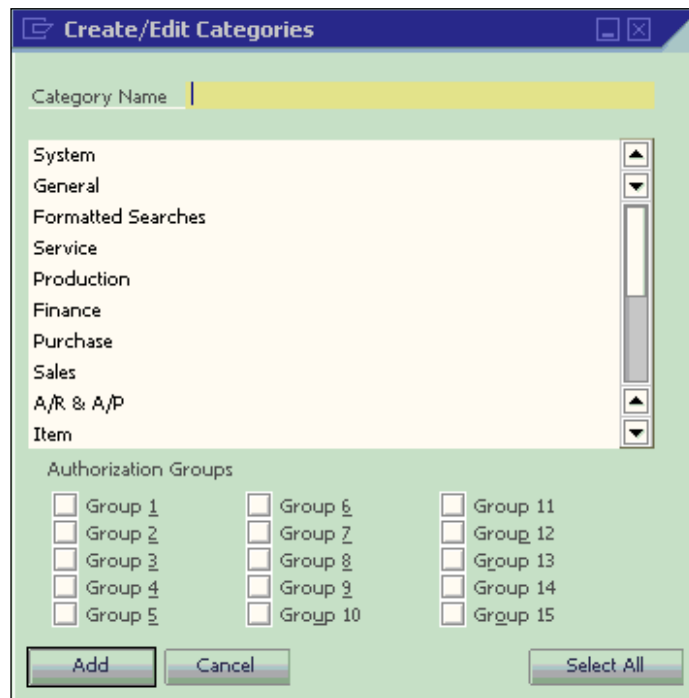 Create/Edit Categories
Category Name
System
General
Formatted Searches
Service
Production
Finance
Purchase
Sales
A/R & A/P
Item
Authorization Groups
Group 1 Group 6 Group 11
Group 2 Group 7 Group 12
Group 3 Group 8 Group 13
Group 4 Group 9 Group 14
Group 5 Group 10 Group 15
Add Cancel Select All